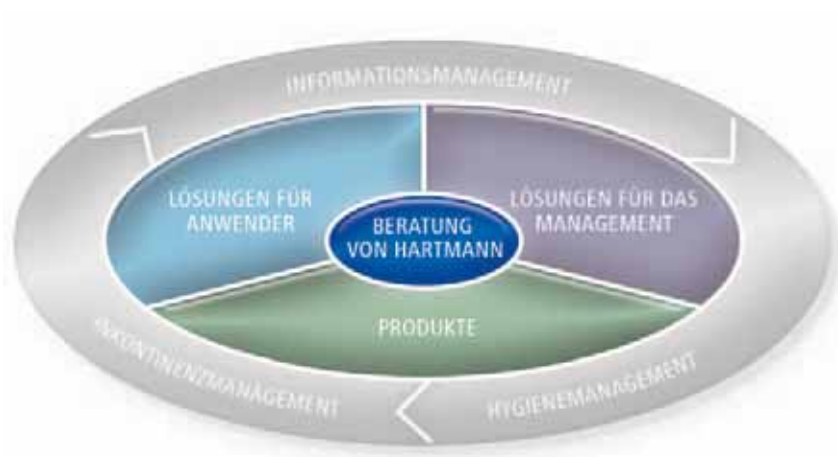 INFORMATIONSMANAGEMENT
LÖSUNGEN FÜR
ANWENDER
LÖSUNGEN FÜR DAS
MANAGEMENT
BERATUNG
VON HARTMANN
PRODUKTE
INKONTINENZMANAGEMENT
HYGIENEMANAGEMENT